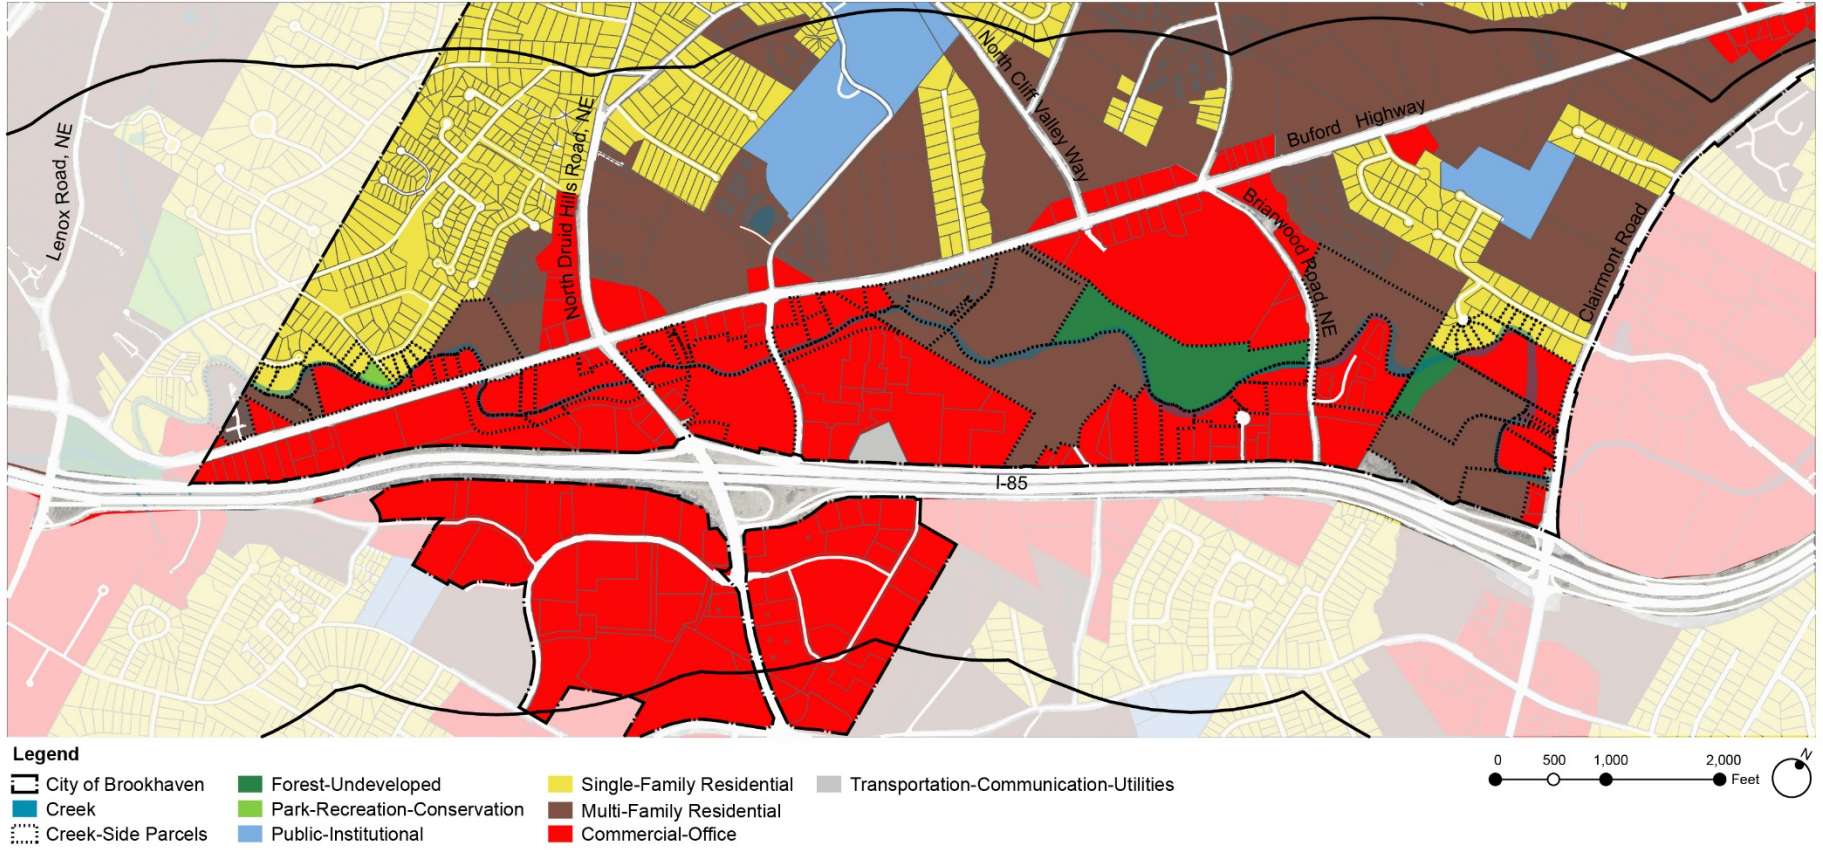 Lenox Road, NE
North Druid Hills Road, NE
North Cliff Valley Way
Buford Highway
Briarwood Road, NE
Clairmont Road
I-85
Legend
City of Brookhaven
Creek
Creek-Side Parcels
Forest-Undeveloped
Park-Recreation-Conservation
Public-Institutional
Single-Family Residential
Multi-Family Residential
Commercial-Office
Transportation-Communication-Utilities
0 500 1,000 2,000
Feet
N